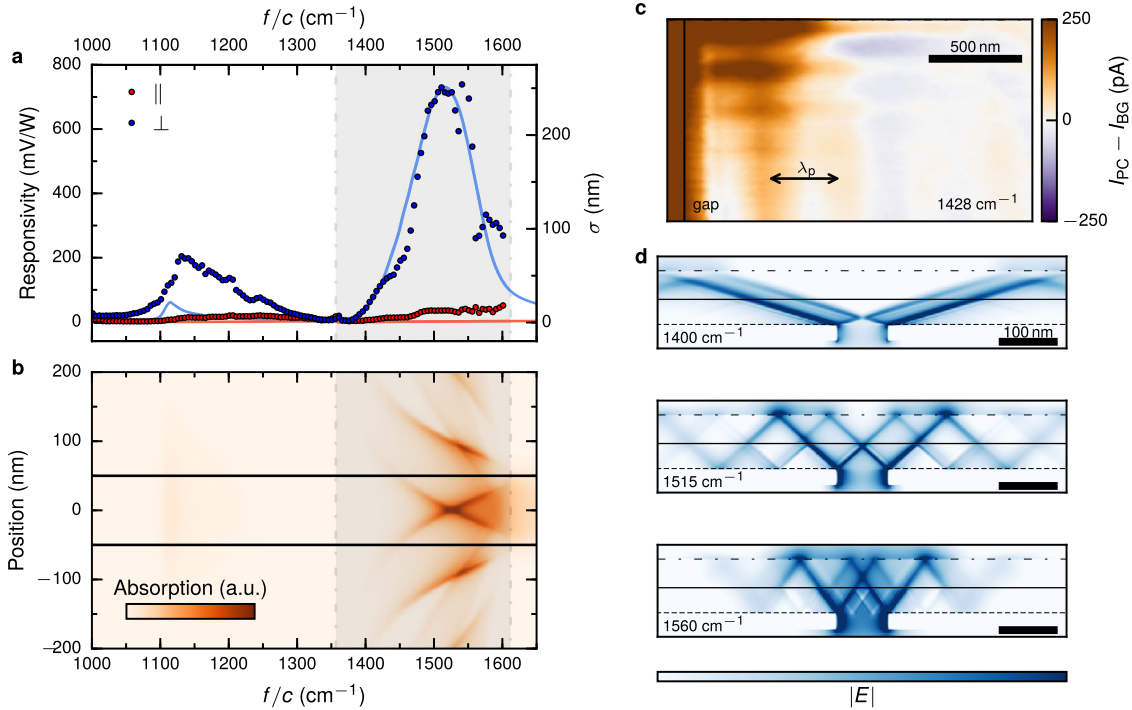 f/c (cm⁻¹)
1000 1100 1200 1300 1400 1500 1600
a
800
600
400
200
0
Responsivity (mV/W)
||
⊥
200
100
0
σ (nm)
b
200
100
0
−100
−200
Position (nm)
Absorption (a.u.)
1000 1100 1200 1300 1400 1500 1600
f/c (cm⁻¹)
c
500 nm
λp
gap
1428 cm⁻¹
250
0
−250
I_PC − I_BG (pA)
d
1400 cm⁻¹
100 nm
1515 cm⁻¹
1560 cm⁻¹
|E|